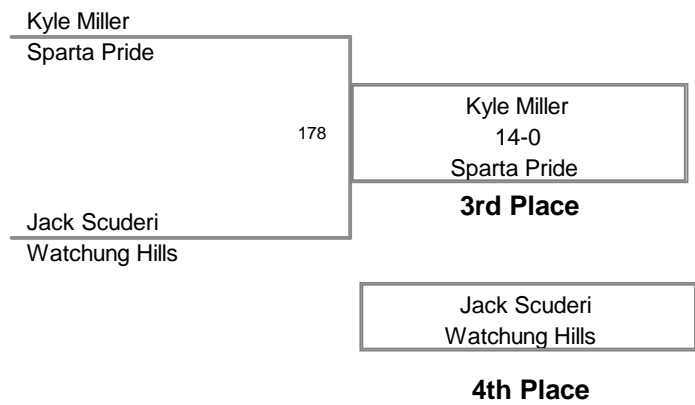 Kyle Miller
Sparta Pride
178
Kyle Miller
14-0
Sparta Pride
3rd Place
Jack Scuderi
Watchung Hills
Jack Scuderi
Watchung Hills
4th Place